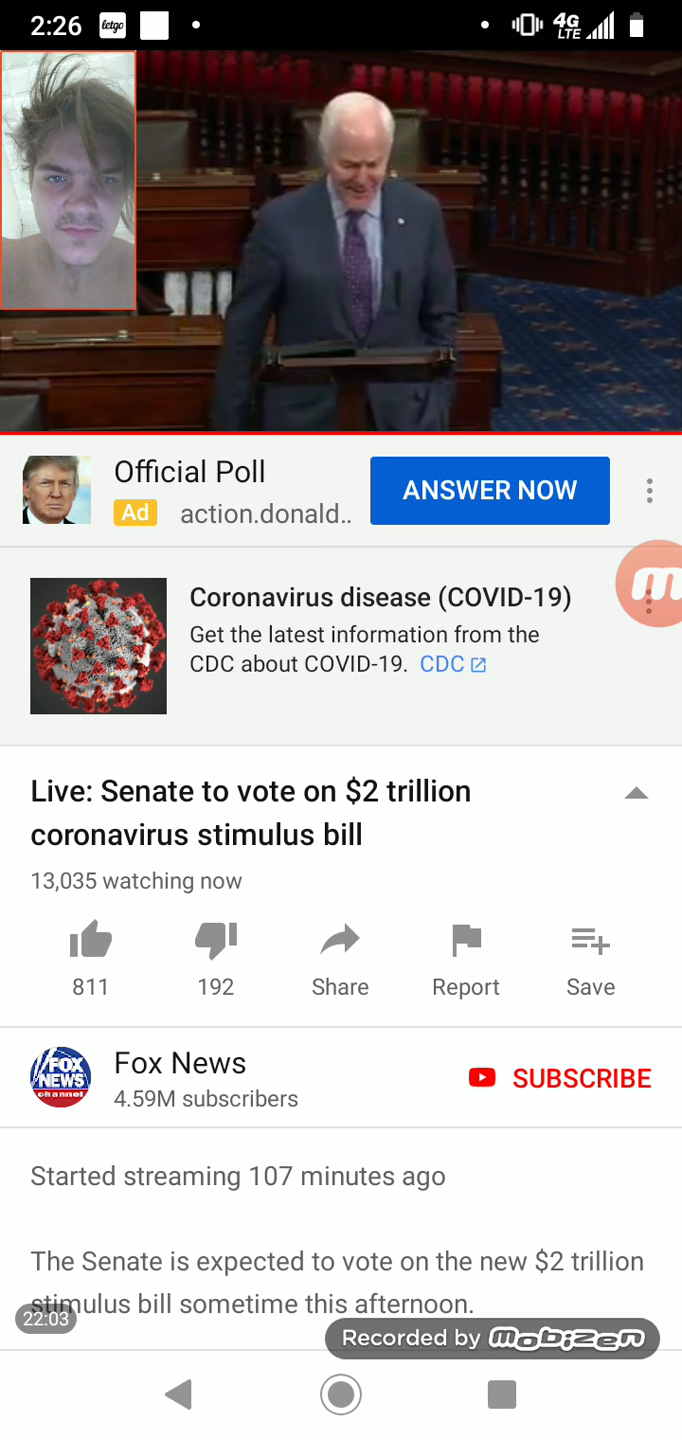 2:26 letgo 4G LTE
Official Poll
ANSWER NOW
Ad action.donald..
Coronavirus disease (COVID-19)
Get the latest information from the
CDC about COVID-19. CDC
m
Live: Senate to vote on $2 trillion
coronavirus stimulus bill
13,035 watching now
811 192 Share Report Save
FOX
NEWS
channel
Fox News
4.59M subscribers
SUBSCRIBE
Started streaming 107 minutes ago
The Senate is expected to vote on the new $2 trillion
stimulus bill sometime this afternoon.
22:03
Recorded by mobizen